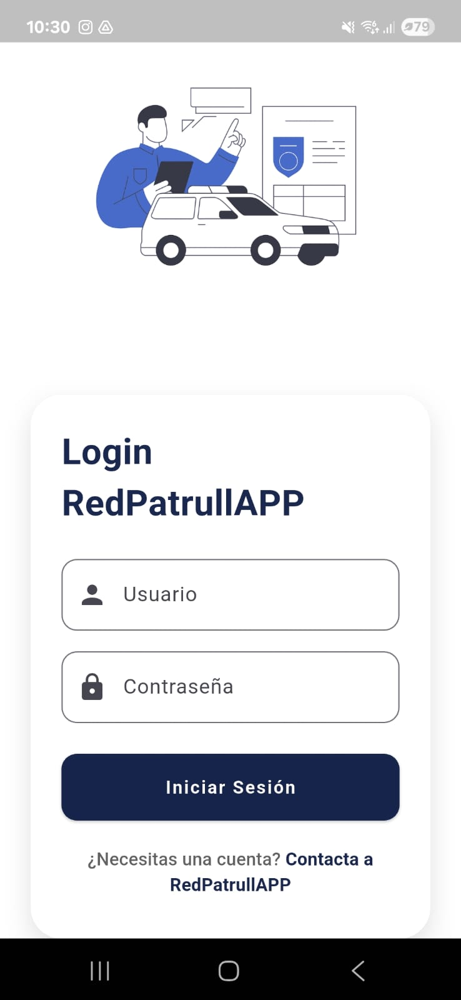 10:30
79
Login
RedPatrullAPP
Usuario
Contraseña
Iniciar Sesión
¿Necesitas una cuenta? Contacta a
RedPatrullAPP